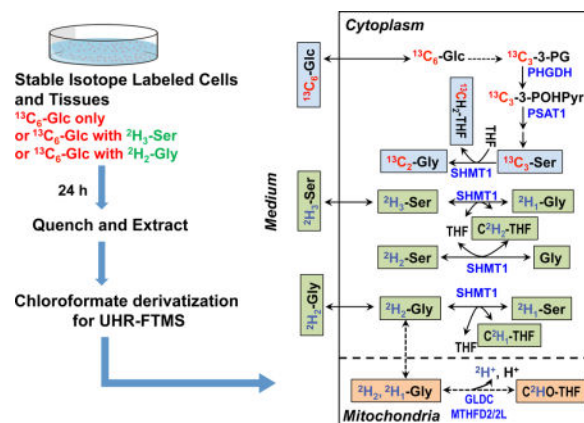 Stable Isotope Labeled Cells
and Tissues
¹³C₆-Glc only
or ¹³C₆-Glc with ²H₃-Ser
or ¹³C₆-Glc with ²H₂-Gly
24 h
Quench and Extract
Chloroformate derivatization
for UHR-FTMS
Medium
¹³C₆-Glc
²H₃-Ser
²H₂-Gly
Cytoplasm
¹³C₆-Glc
¹³C₃-3-PG
PHGDH
¹³C₃-3-POHPyr
PSAT1
¹³CH₂-THF
THF
¹³C₂-Gly
¹³C₃-Ser
SHMT1
²H₃-Ser
SHMT1
²H₁-Gly
THF
C²H₂-THF
²H₂-Ser
Gly
SHMT1
²H₂-Gly
SHMT1
²H₁-Ser
THF
C²H₁-THF
²H⁺, H⁺
²H₂, ²H₁-Gly
C²HO-THF
GLDC
MTHFD2/2L
Mitochondria